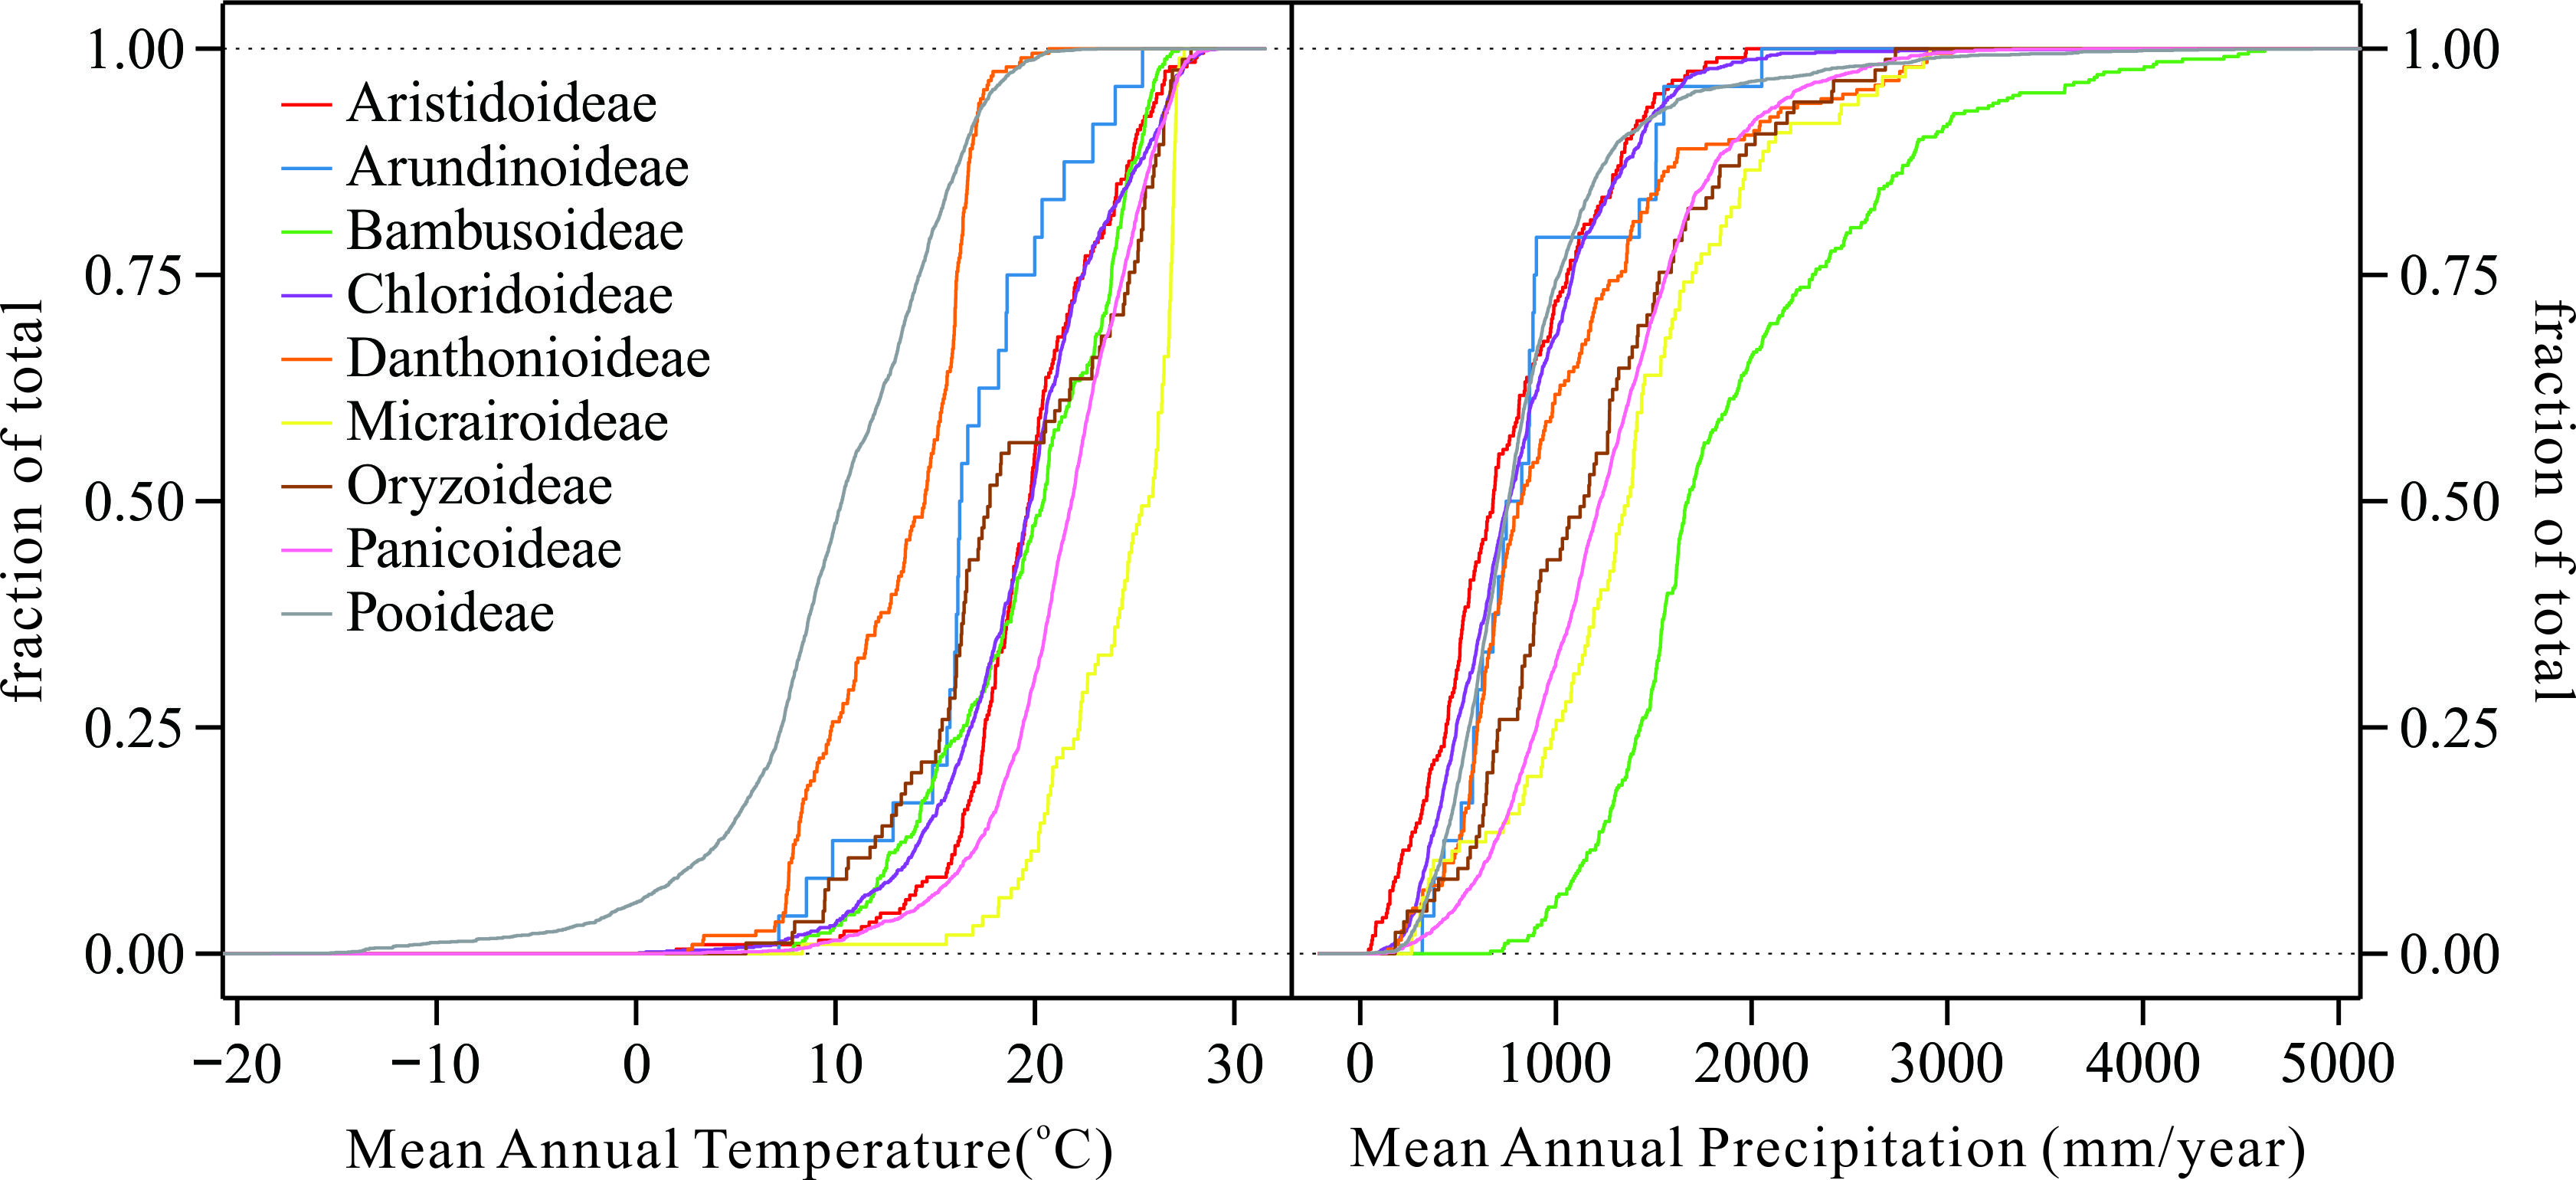 1.00
0.75
0.50
0.25
0.00
fraction of total
Aristidoideae
Arundinoideae
Bambusoideae
Chloridoideae
Danthonioideae
Micrairoideae
Oryzoideae
Panicoideae
Pooideae
−20 −10 0 10 20 30
Mean Annual Temperature(°C)
0 1000 2000 3000 4000 5000
Mean Annual Precipitation (mm/year)
1.00
0.75
0.50
0.25
0.00
fraction of total